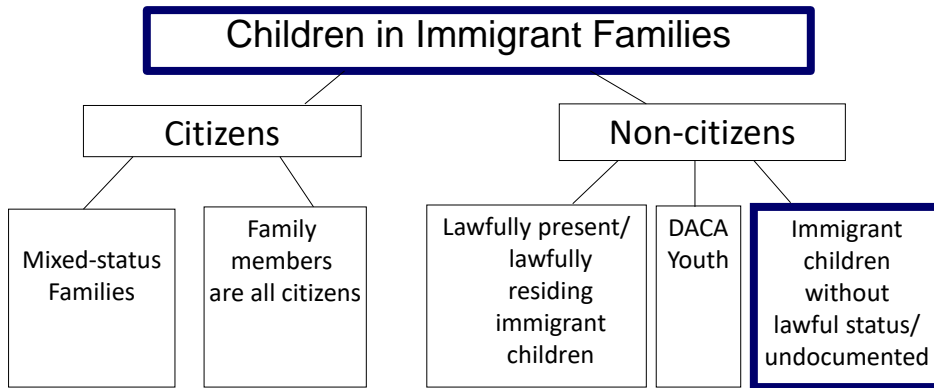 Children in Immigrant Families
Citizens
Non-citizens
Mixed-status
Families
Family
members
are all citizens
Lawfully present/
lawfully
residing
immigrant
children
DACA
Youth
Immigrant
children
without
lawful status/
undocumented